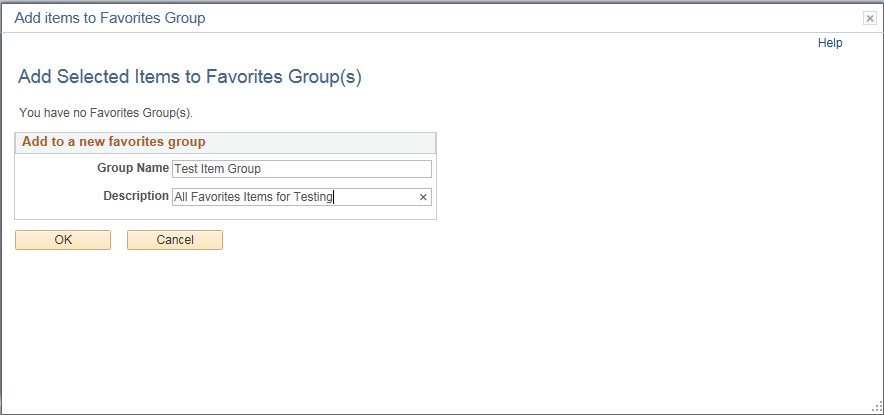 Add items to Favorites Group
Help
Add Selected Items to Favorites Group(s)
You have no Favorites Group(s).
Add to a new favorites group
Group Name Test Item Group
Description All Favorites Items for Testing
OK Cancel